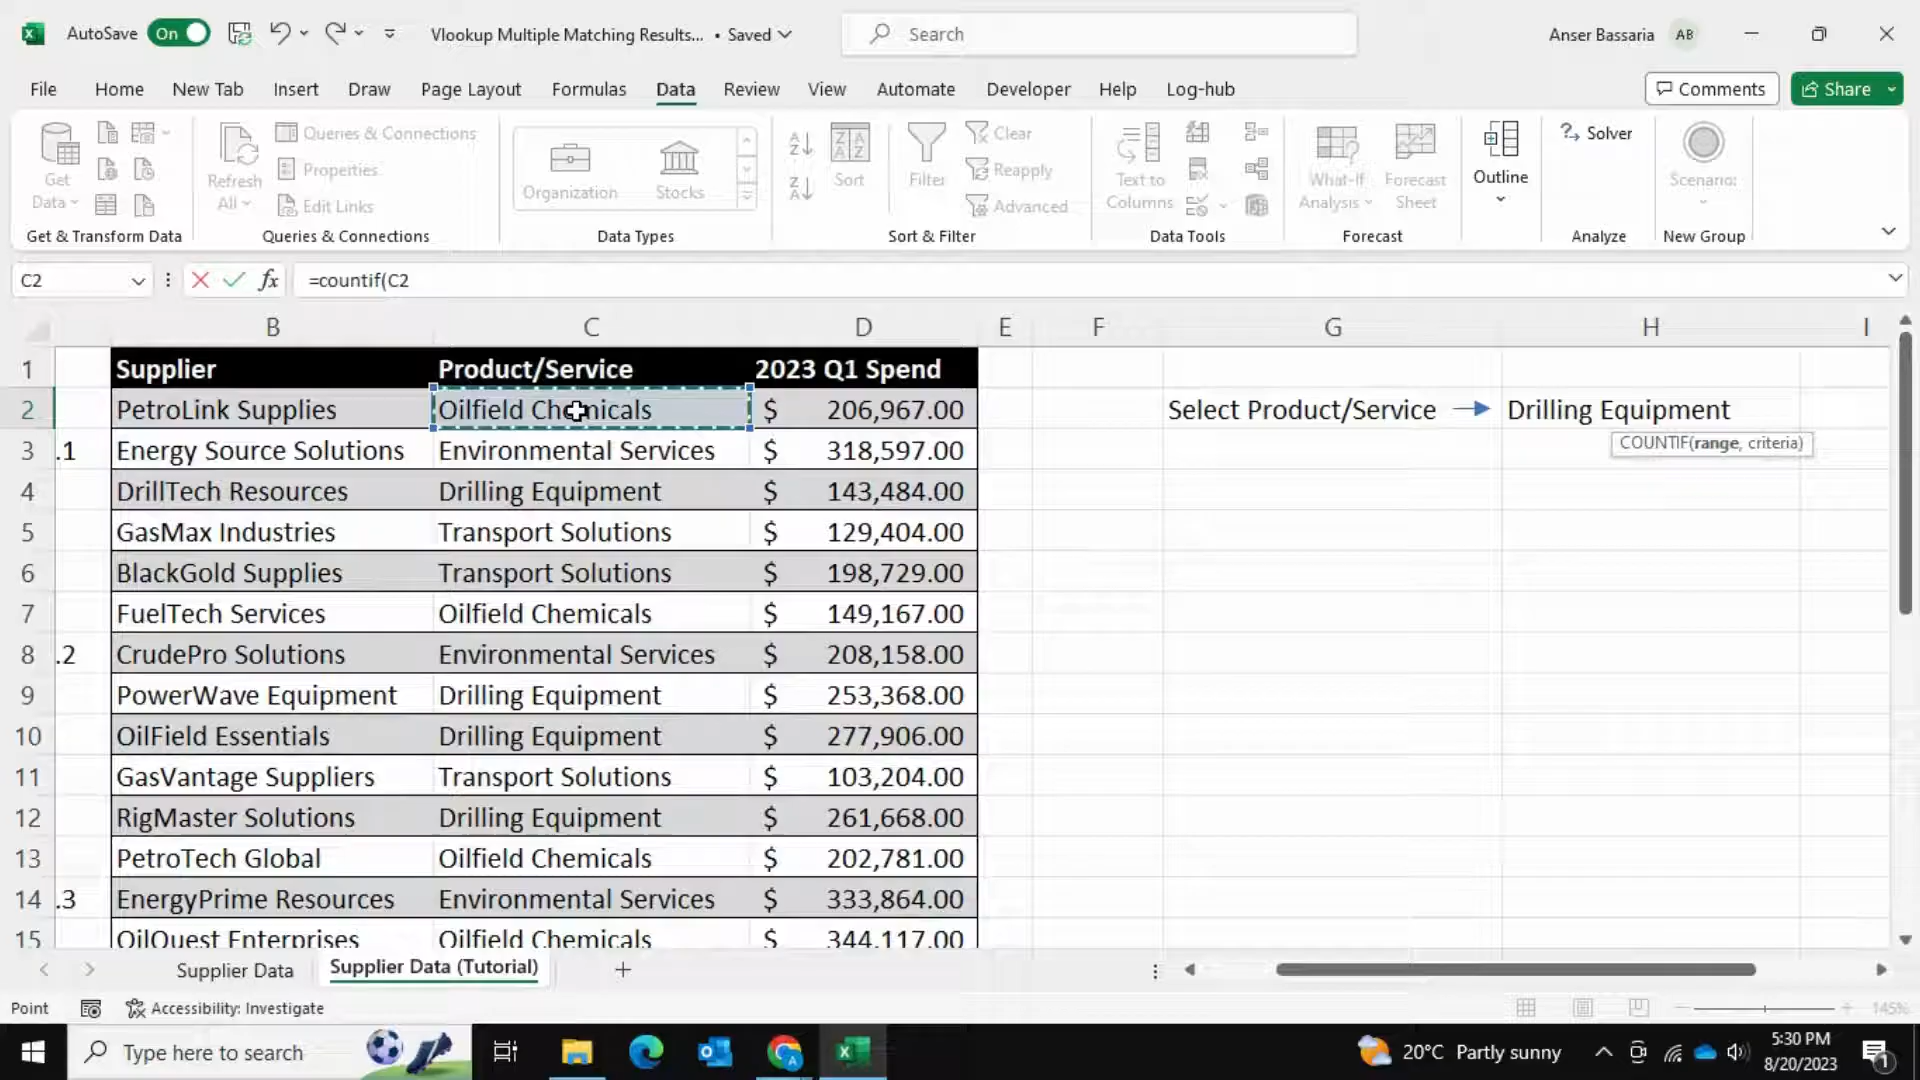 AutoSave On Vlookup Multiple Matching Results... • Saved Search Anser Bassaria AB
File Home New Tab Insert Draw Page Layout Formulas Data Review View Automate Developer Help Log-hub Comments Share
Get Data Refresh All Queries & Connections Properties Edit Links Organization Stocks Sort Filter Clear Reapply Advanced Text to Columns What-If Analysis Forecast Sheet Outline Solver Scenario:
Get & Transform Data Queries & Connections Data Types Sort & Filter Data Tools Forecast Analyze New Group
C2 fx =countif(C2
B C D E F G H I
1 Supplier Product/Service 2023 Q1 Spend
2 PetroLink Supplies Oilfield Chemicals $ 206,967.00 Select Product/Service Drilling Equipment
COUNTIF(range, criteria)
3 .1 Energy Source Solutions Environmental Services $ 318,597.00
4 DrillTech Resources Drilling Equipment $ 143,484.00
5 GasMax Industries Transport Solutions $ 129,404.00
6 BlackGold Supplies Transport Solutions $ 198,729.00
7 FuelTech Services Oilfield Chemicals $ 149,167.00
8 .2 CrudePro Solutions Environmental Services $ 208,158.00
9 PowerWave Equipment Drilling Equipment $ 253,368.00
10 OilField Essentials Drilling Equipment $ 277,906.00
11 GasVantage Suppliers Transport Solutions $ 103,204.00
12 RigMaster Solutions Drilling Equipment $ 261,668.00
13 PetroTech Global Oilfield Chemicals $ 202,781.00
14 .3 EnergyPrime Resources Environmental Services $ 333,864.00
15 OilQuest Enterprises Oilfield Chemicals $ 344,117.00
Supplier Data Supplier Data (Tutorial)
Point Accessibility: Investigate 145%
Type here to search 20°C Partly sunny 5:30 PM
8/20/2023 1